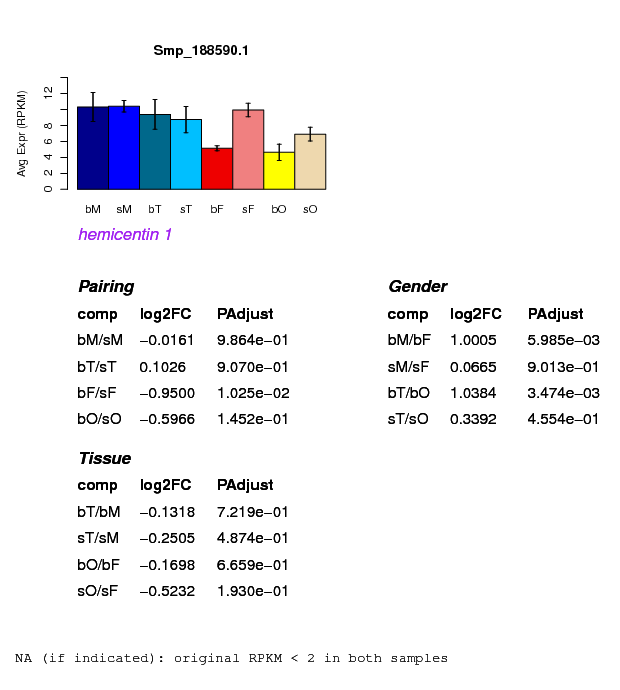 Smp_188590.1
Avg Expr (RPKM)
0 2 4 6 8 12
bM sM bT sT bF sF bO sO
hemicentin 1
Pairing
comp log2FC PAdjust
bM/sM −0.0161 9.864e−01
bT/sT 0.1026 9.070e−01
bF/sF −0.9500 1.025e−02
bO/sO −0.5966 1.452e−01
Gender
comp log2FC PAdjust
bM/bF 1.0005 5.985e−03
sM/sF 0.0665 9.013e−01
bT/bO 1.0384 3.474e−03
sT/sO 0.3392 4.554e−01
Tissue
comp log2FC PAdjust
bT/bM −0.1318 7.219e−01
sT/sM −0.2505 4.874e−01
bO/bF −0.1698 6.659e−01
sO/sF −0.5232 1.930e−01
NA (if indicated): original RPKM < 2 in both samples